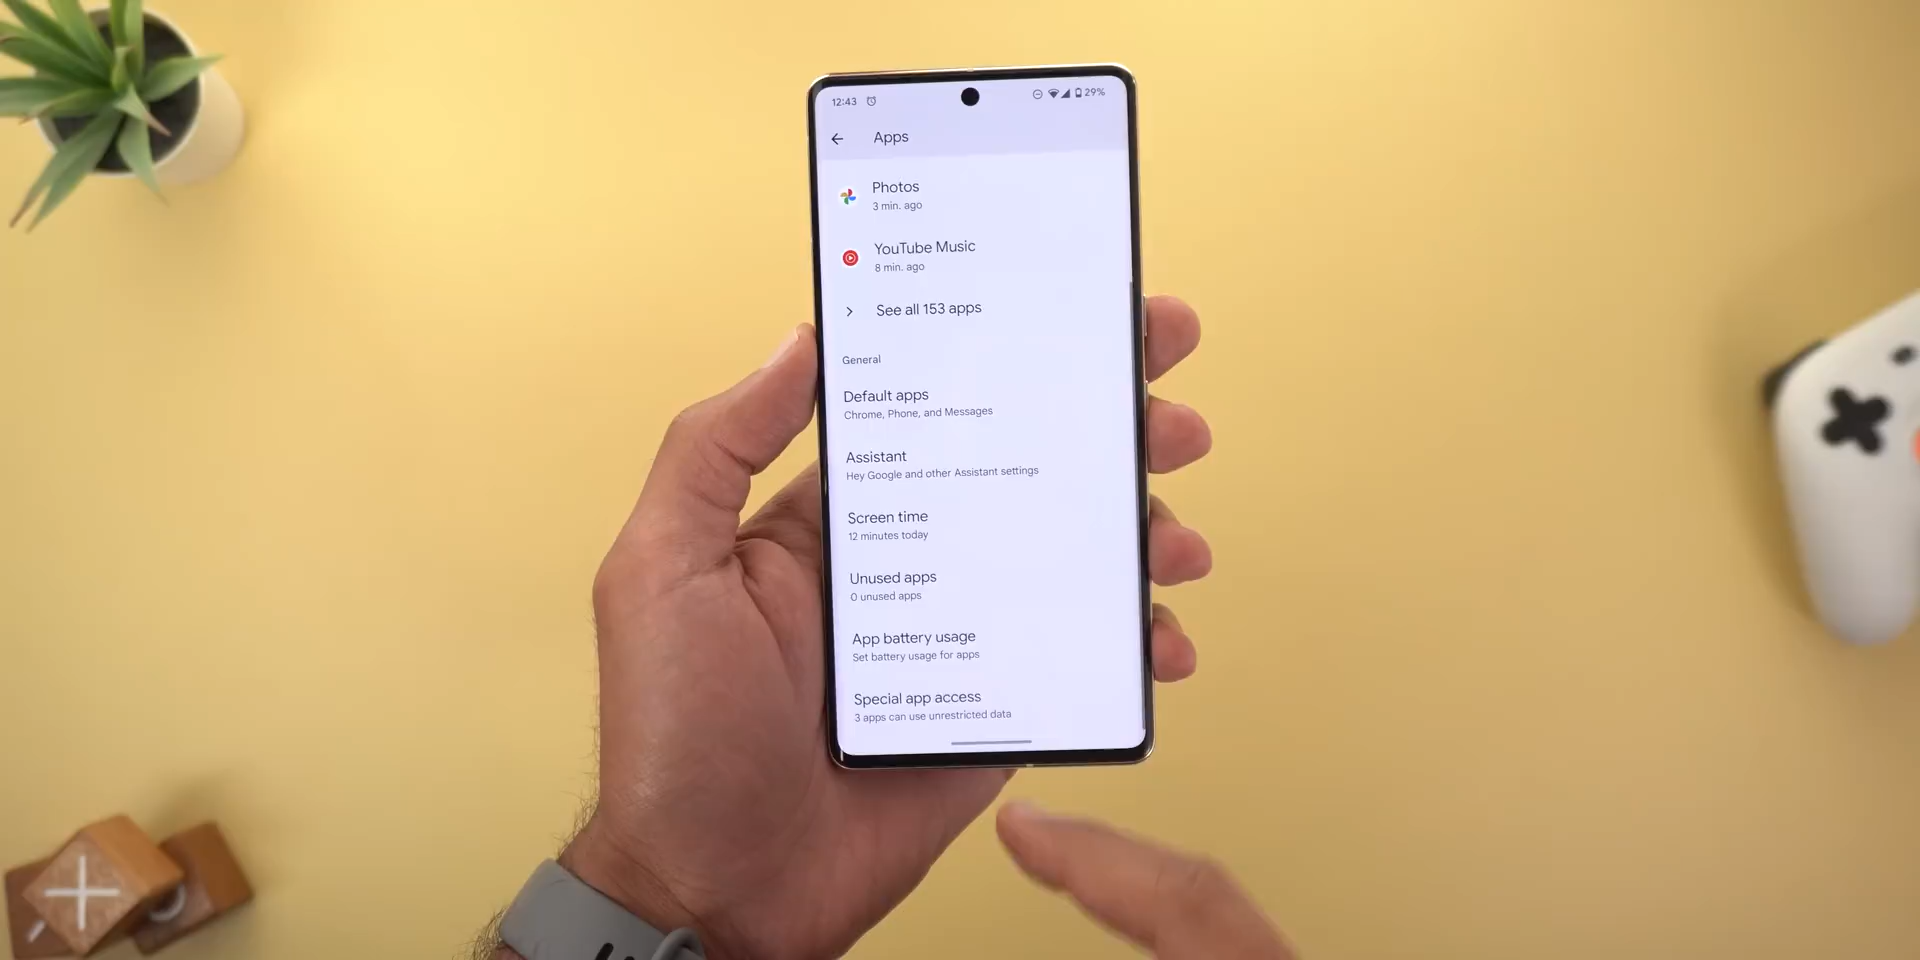 12:43 29%
Apps
Photos
3 min. ago
YouTube Music
8 min. ago
See all 153 apps
General
Default apps
Chrome, Phone, and Messages
Assistant
Hey Google and other Assistant settings
Screen time
12 minutes today
Unused apps
0 unused apps
App battery usage
Set battery usage for apps
Special app access
3 apps can use unrestricted data